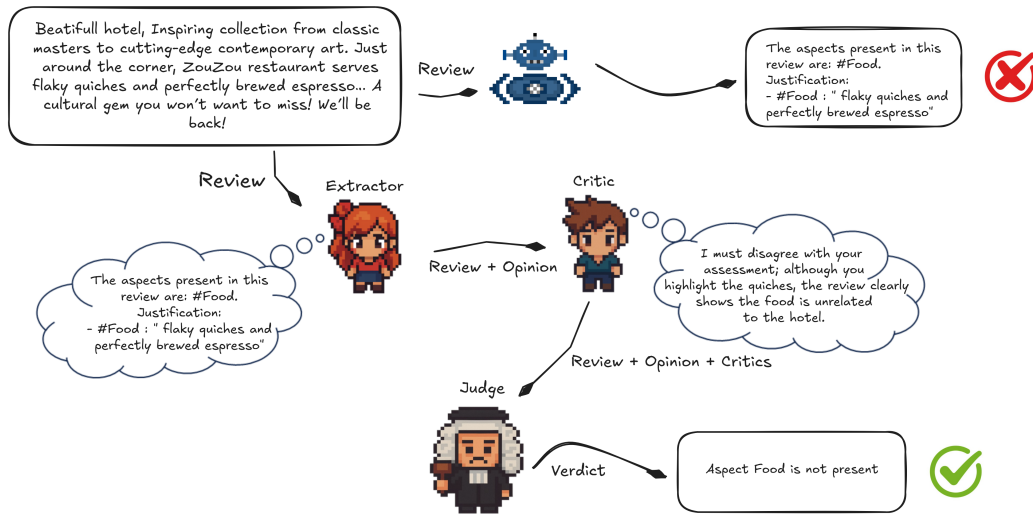 Beatifull hotel, Inspiring collection from classic
masters to cutting-edge contemporary art. Just
around the corner, ZouZou restaurant serves
flaky quiches and perfectly brewed espresso... A
cultural gem you won't want to miss! We'll be
back!
Review
The aspects present in this
review are: #Food.
Justification:
- #Food : " flaky quiches and
perfectly brewed espresso"
Review
Extractor
Critic
The aspects present in this
review are: #Food.
Justification:
- #Food : " flaky quiches and
perfectly brewed espresso"
Review + Opinion
I must disagree with your
assessment; although you
highlight the quiches, the review clearly
shows the food is unrelated
to the hotel.
Review + Opinion + Critics
Judge
Verdict
Aspect Food is not present